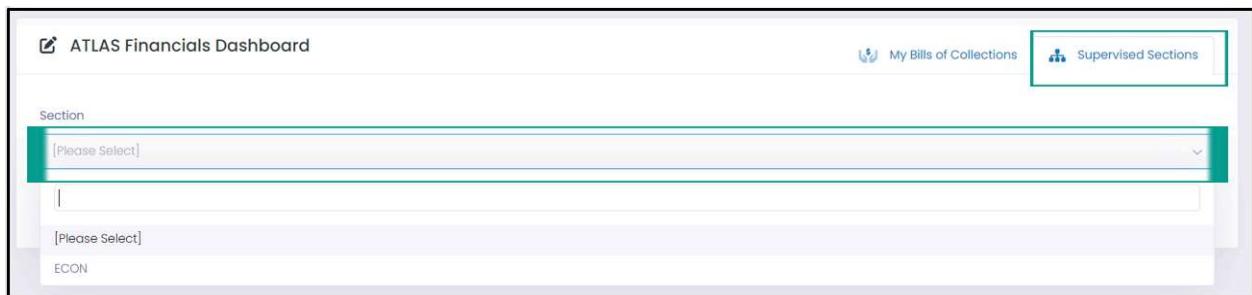 ATLAS Financials Dashboard
My Bills of Collections
Supervised Sections
Section
[Please Select]
[Please Select]
ECON